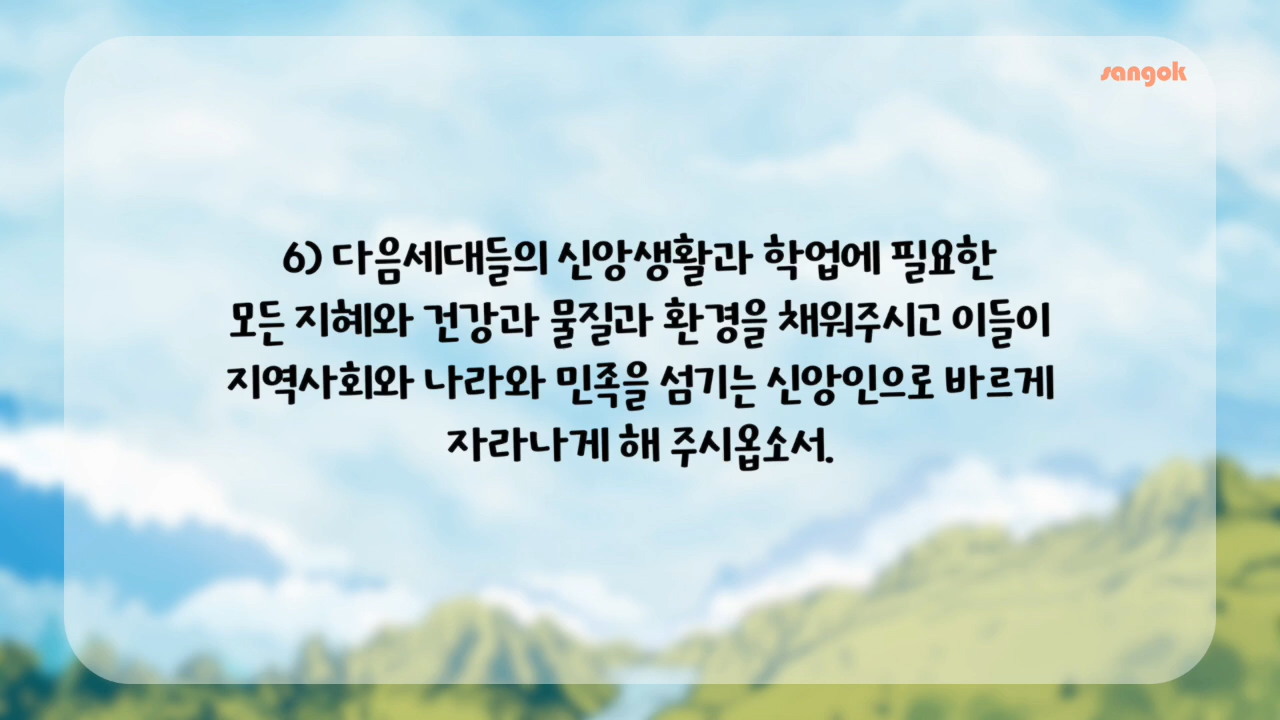 sangok
6) 다음세대들의 신앙생활과 학업에 필요한
모든 지혜와 건강과 물질과 환경을 채워주시고 이들이
지역사회와 나라와 민족을 섬기는 신앙인으로 바르게
자라나게 해 주시옵소서.